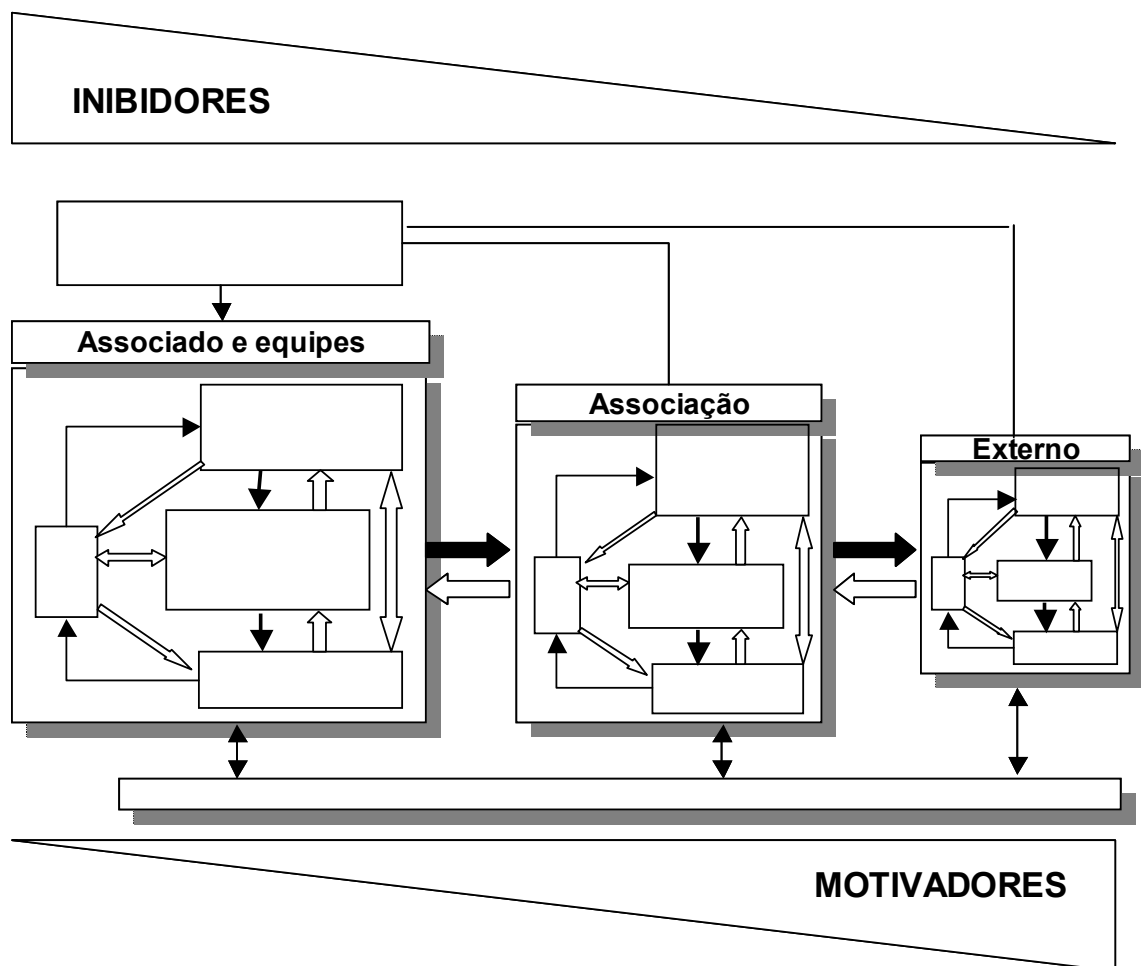 INIBIDORES
Associado e equipes
Associação
Externo
MOTIVADORES